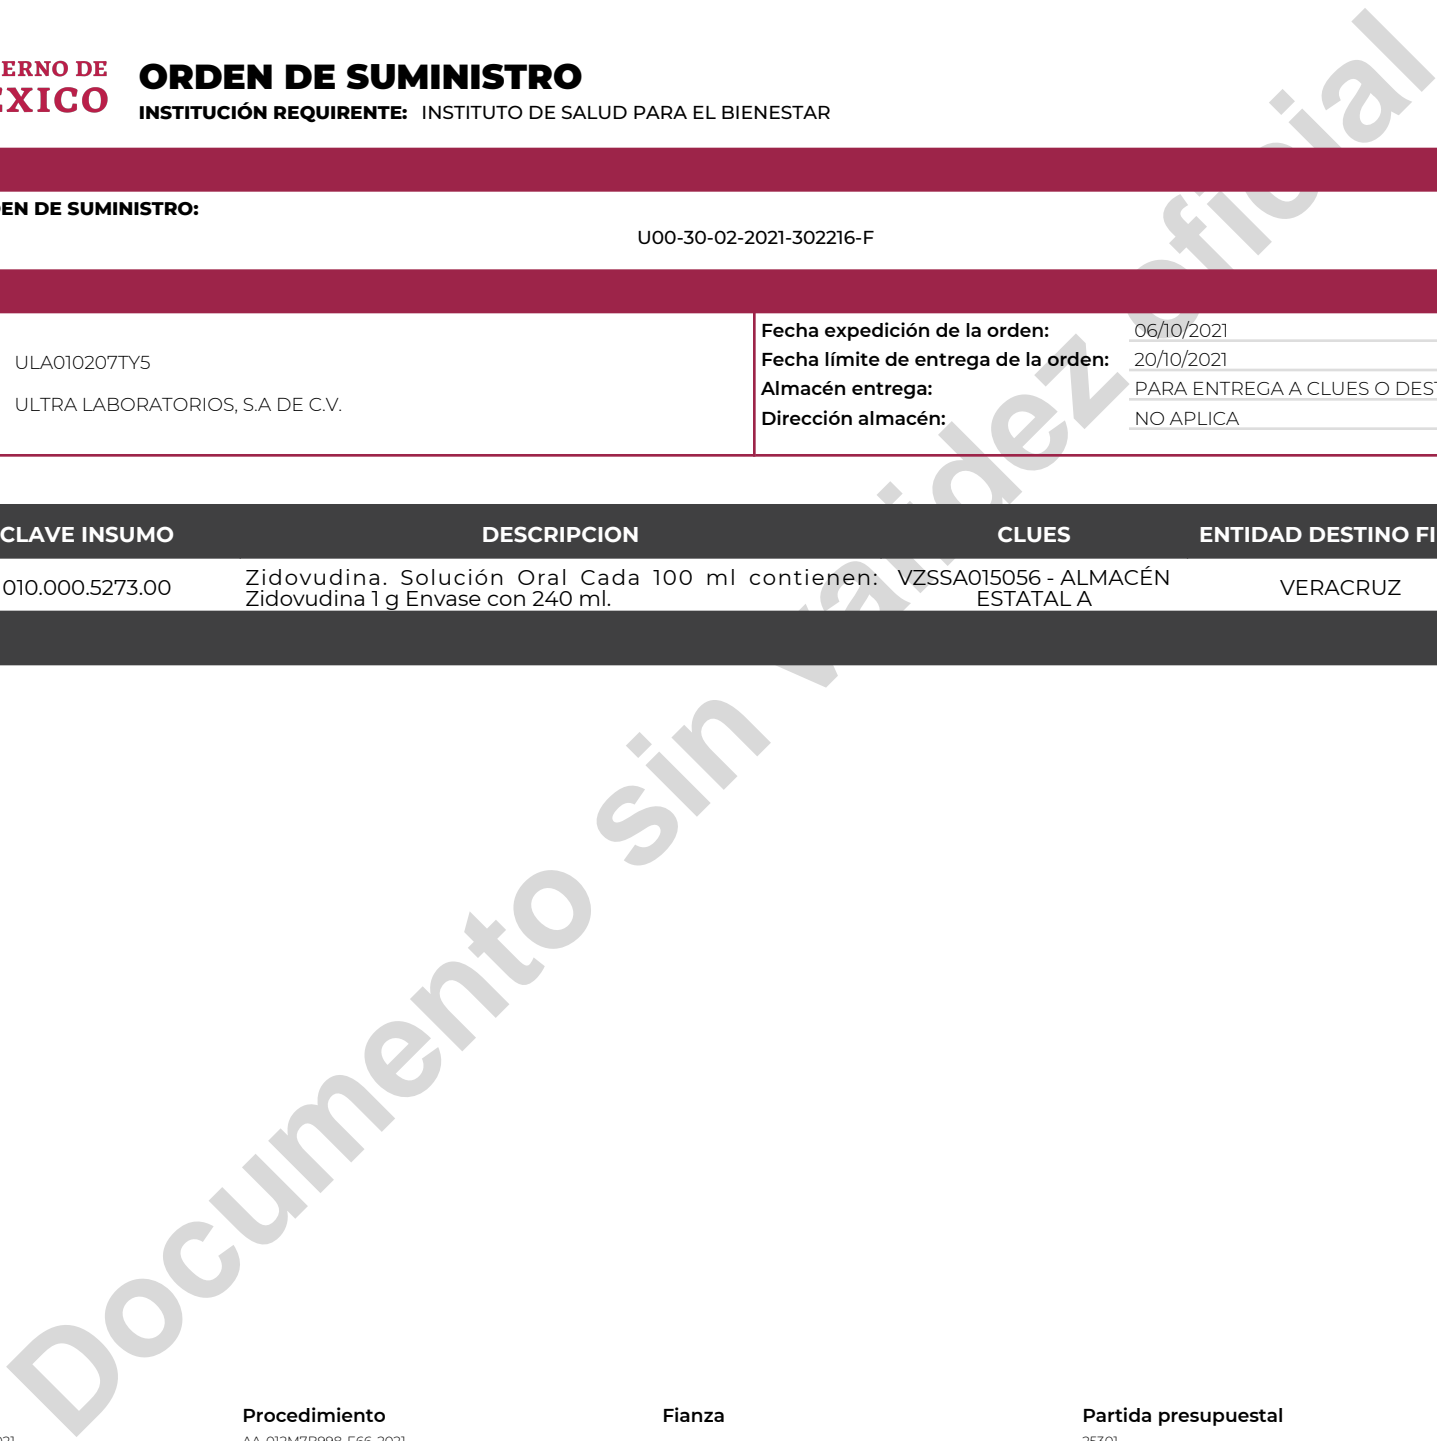 ERNO DE
ORDEN DE SUMINISTRO
XICO
INSTITUCIÓN REQUIRENTE: INSTITUTO DE SALUD PARA EL BIENESTAR
EN DE SUMINISTRO:
U00-30-02-2021-302216-F
Fecha expedición de la orden: 06/10/2021
ULA010207TY5
Fecha límite de entrega de la orden: 20/10/2021
Almacén entrega: PARA ENTREGA A CLUES O DEST
ULTRA LABORATORIOS, S.A DE C.V.
Dirección almacén: NO APLICA
CLAVE INSUMO DESCRIPCION CLUES ENTIDAD DESTINO FI
010.000.5273.00
Zidovudina. Solución Oral Cada 100 ml contienen:
Zidovudina 1 g Envase con 240 ml.
VZSSA015056 - ALMACÉN
ESTATAL A
VERACRUZ
Documento sin validez oficial
Procedimiento Fianza Partida presupuestal